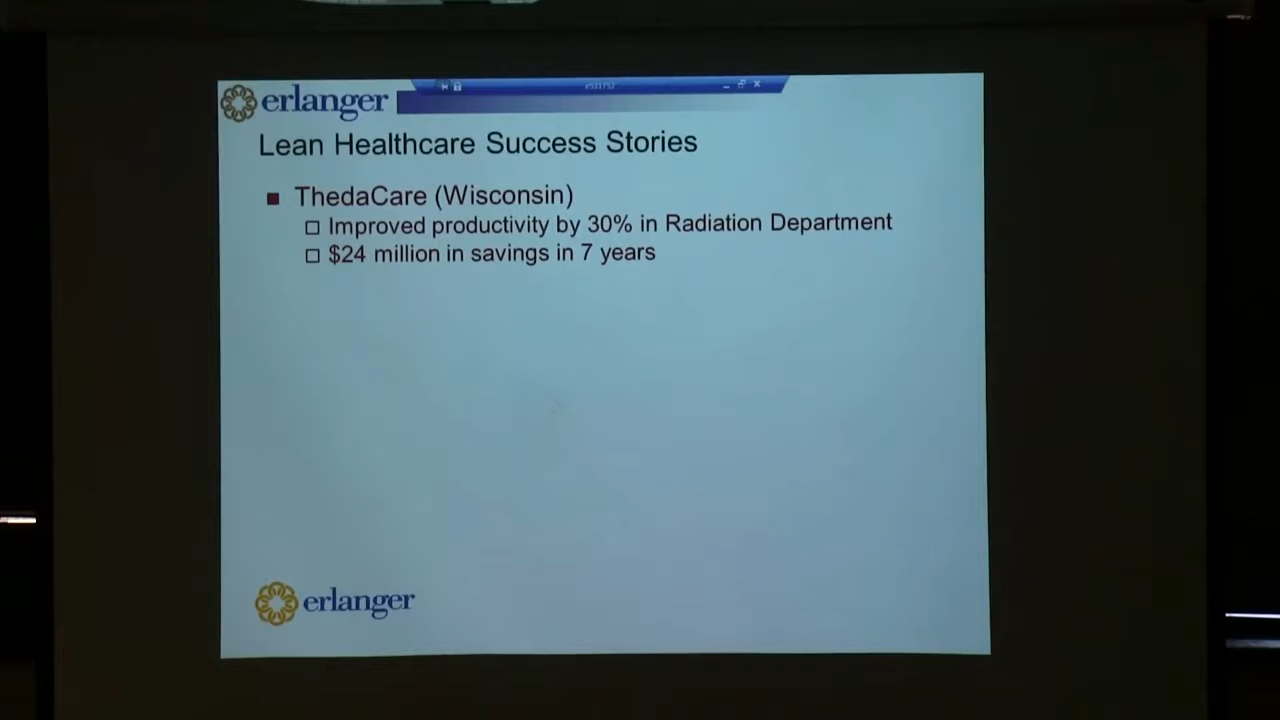 erlanger
Lean Healthcare Success Stories
ThedaCare (Wisconsin)
Improved productivity by 30% in Radiation Department
$24 million in savings in 7 years
erlanger